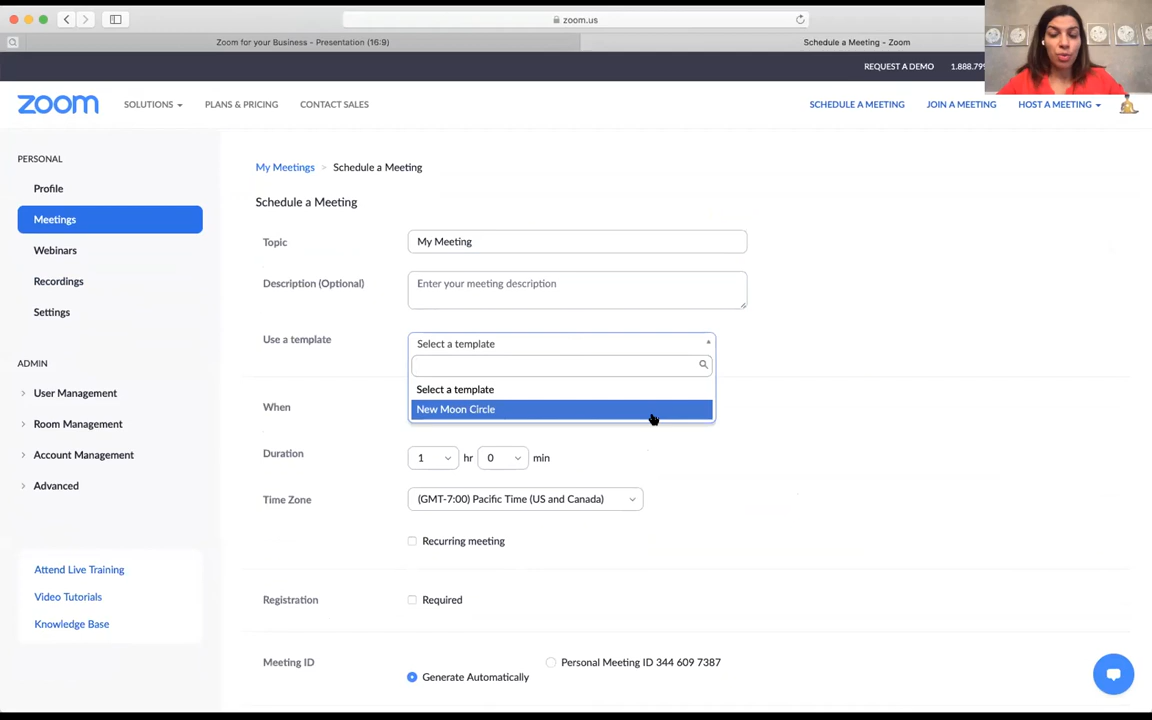 zoom.us
Zoom for your Business - Presentation (16:9)
Schedule a Meeting - Zoom
REQUEST A DEMO
1.888.799
zoom
SOLUTIONS
PLANS & PRICING
CONTACT SALES
SCHEDULE A MEETING
JOIN A MEETING
HOST A MEETING
PERSONAL
Profile
Meetings
Webinars
Recordings
Settings
ADMIN
User Management
Room Management
Account Management
Advanced
Attend Live Training
Video Tutorials
Knowledge Base
My Meetings > Schedule a Meeting
Schedule a Meeting
Topic
My Meeting
Description (Optional)
Enter your meeting description
Use a template
Select a template
Select a template
New Moon Circle
When
Duration
1 hr 0 min
Time Zone
(GMT-7:00) Pacific Time (US and Canada)
Recurring meeting
Registration
Required
Meeting ID
Personal Meeting ID 344 609 7387
Generate Automatically